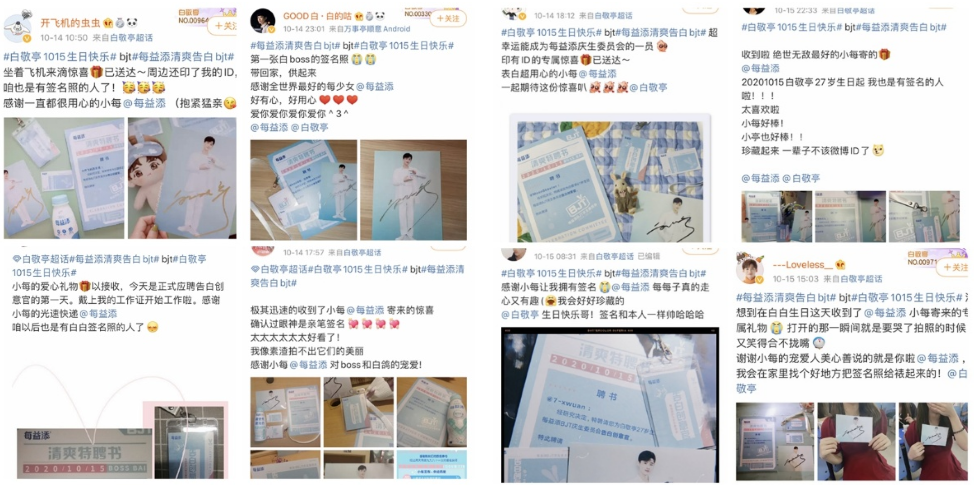 开飞机的虫虫
10-14 10:50 来自白敬亭超话
+关注
#白敬亭1015生日快乐# #每益添清爽告白bjt#
坐着飞机来滴惊喜已送达～周边还印了我的ID,
咱也是有签名照的人了！
感谢一直都很用心的小每@每益添 （抱紧猛亲
GOOD白·白的咕
10-14 23:01 来自万事亦顺意Android
+关注
#每益添清爽告白bjt# bjt#白敬亭1015生日快乐#
第一张白boss的签名照
带回家，供起来
感谢全世界最好的每少女@每益添
好有心，好用心
爱你爱你爱你爱你＾3＾
@每益添 @白敬亭
10-14 18:12 来自白敬亭超话
#白敬亭1015生日快乐# #每益添清爽告白bjt# bjt# 超
幸运能成为每益添庆生委员会的一员
印有ID的专属惊喜已送达～
表白超用心的小每@每益添
一起期待这份惊喜叭@白敬亭
10-15 22:33 来自白敬亭超话
#白敬亭1015生日快乐# #每益添清爽告白bjt#
收到啦 绝世无敌最好的小每寄的
@每益添
20201015白敬亭27岁生日起 我也是有签名的人
啦！！！
太喜欢啦
小每好棒！
小亭也好棒！！
珍藏起来 一辈子不该微博ID了
@每益添 @白敬亭
白敬亭超话#每益添清爽告白bjt# bjt#白敬亭
1015生日快乐#
小每的爱心礼物以接收，今天是正式应聘告白创
意官的第一天。戴上我的工作证开始工作啦。感谢
小每的光速快递@每益添
咱以后也是有白白签名照的人了
每益添
清爽特聘书
2020/10/15
10-14 17:57 来自白敬亭超话
白敬亭超话#白敬亭1015生日快乐# bjt#每益添清
爽告白bjt#
极其迅速的收到了小每@每益添 寄来的惊喜
确认过眼神是亲笔签名
太太太太太太好看了！
我像素渣拍不出它们的美丽
感谢小每@每益添 对boss和白鸽的宠爱！
10-15 08:31 来自白敬亭超话 已编辑
#白敬亭1015生日快乐# #每益添清爽告白bjt# bjt#
感谢小每让我拥有签名@每益添 每每子真的走
心又有趣（我会好好珍藏的
@白敬亭 生日快乐哥！签名和本人一样帅哈哈哈
清爽特聘书
2020/10/15
聘书
---Loveless__
10-15 15:03 来自白敬亭超话
+关注
#每益添清爽告白bjt# bjt#白敬亭1015生日快乐#
想到在白白生日这天收到了@每益添 小每寄来的专
属礼物 打开的那一瞬间就是要哭了拍照的时候
又笑得合不拢嘴
谢谢小每的宠爱人美心善说的就是你啦@每益添 ，
我会在家里找个好地方把签名照给裱起来的！@白
敬亭